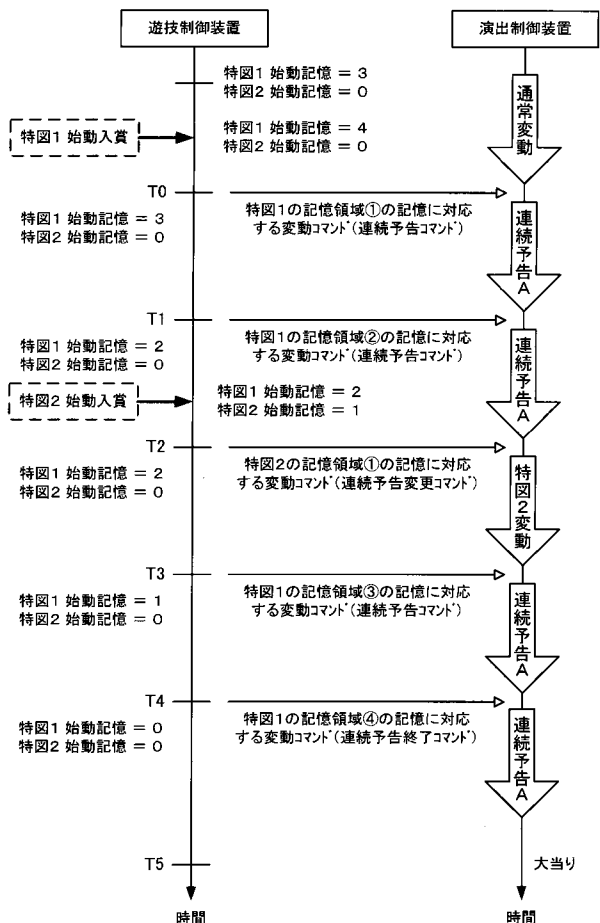 遊技制御装置
演出制御装置
特図1 始動記憶 = 3
特図2 始動記憶 = 0
通常変動
特図1 始動入賞
特図1 始動記憶 = 4
特図2 始動記憶 = 0
T0
特図1 始動記憶 = 3
特図2 始動記憶 = 0
特図1の記憶領域①の記憶に対応
する変動コマンド(連続予告コマンド)
連続予告A
T1
特図1 始動記憶 = 2
特図2 始動記憶 = 0
特図1の記憶領域②の記憶に対応
する変動コマンド(連続予告コマンド)
連続予告A
特図2 始動入賞
特図1 始動記憶 = 2
特図2 始動記憶 = 1
T2
特図1 始動記憶 = 2
特図2 始動記憶 = 0
特図2の記憶領域①の記憶に対応
する変動コマンド(連続予告変更コマンド)
特図2変動
T3
特図1 始動記憶 = 1
特図2 始動記憶 = 0
特図1の記憶領域③の記憶に対応
する変動コマンド(連続予告コマンド)
連続予告A
T4
特図1 始動記憶 = 0
特図2 始動記憶 = 0
特図1の記憶領域④の記憶に対応
する変動コマンド(連続予告終了コマンド)
連続予告A
T5
大当り
時間
時間